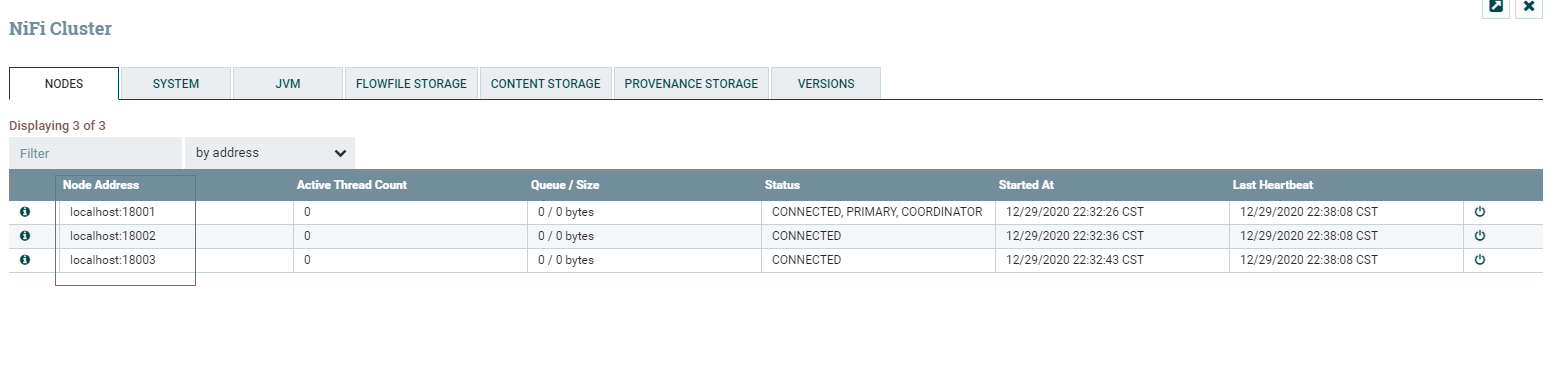 NiFi Cluster
NODES SYSTEM JVM FLOWFILE STORAGE CONTENT STORAGE PROVENANCE STORAGE VERSIONS
Displaying 3 of 3
Filter by address
Node Address Active Thread Count Queue / Size Status Started At Last Heartbeat
localhost:18001 0 0 / 0 bytes CONNECTED, PRIMARY, COORDINATOR 12/29/2020 22:32:26 CST 12/29/2020 22:38:08 CST
localhost:18002 0 0 / 0 bytes CONNECTED 12/29/2020 22:32:36 CST 12/29/2020 22:38:08 CST
localhost:18003 0 0 / 0 bytes CONNECTED 12/29/2020 22:32:43 CST 12/29/2020 22:38:08 CST